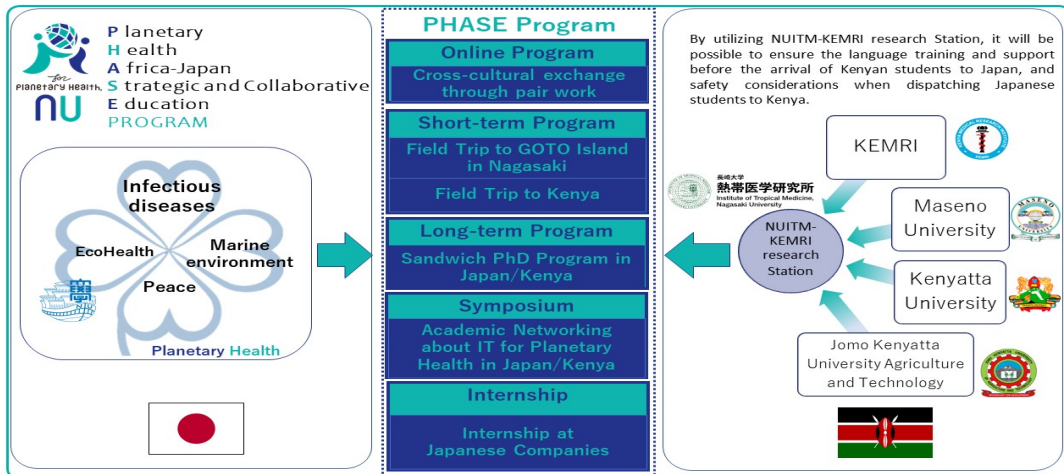 for
Planetary Health
NU
Planetary
Health
Africa-Japan
Strategic and Collaborative
Education
PROGRAM
Infectious
diseases
EcoHealth
Marine
environment
Peace
Planetary Health
PHASE Program
Online Program
Cross-cultural exchange
through pair work
Short-term Program
Field Trip to GOTO Island
in Nagasaki
Field Trip to Kenya
Long-term Program
Sandwich PhD Program in
Japan/Kenya
Symposium
Academic Networking
about IT for Planetary
Health in Japan/Kenya
Internship
Internship at
Japanese Companies
By utilizing NUITM-KEMRI research Station, it will be
possible to ensure the language training and support
before the arrival of Kenyan students to Japan, and
safety considerations when dispatching Japanese
students to Kenya.
KEMRI
長崎大学
熱帯医学研究所
Institute of Tropical Medicine,
Nagasaki University
NUITM-
KEMRI
research
Station
Maseno
University
MASENO
UNIVERSITY
Kenyatta
University
Jomo Kenyatta
University Agriculture
and Technology